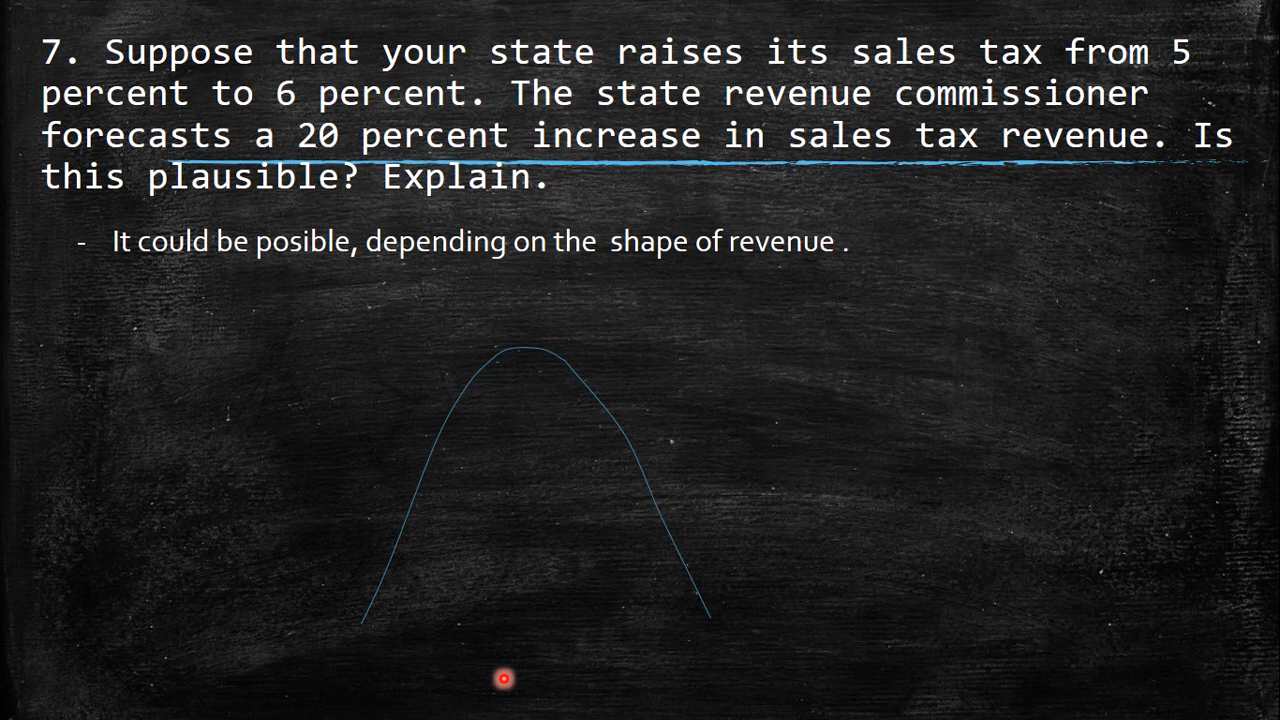 7. Suppose that your state raises its sales tax from 5
percent to 6 percent. The state revenue commissioner
forecasts a 20 percent increase in sales tax revenue. Is
this plausible? Explain.
- It could be posible, depending on the  shape of revenue .